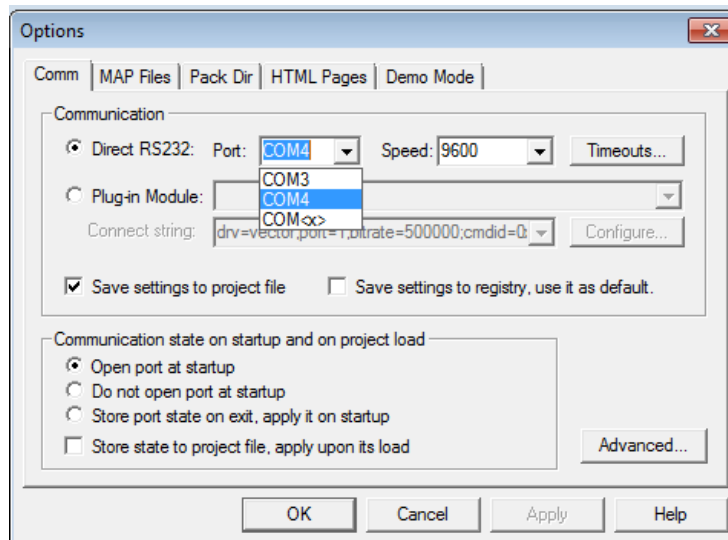 Options
Comm MAP Files Pack Dir HTML Pages Demo Mode
Communication
Direct RS232: Port: COM4 Speed: 9600 Timeouts...
COM3
COM4
COM<x>
Plug-in Module:
Connect string: drv=vector;port=1;bitrate=500000;cmdid=0 Configure...
Save settings to project file Save settings to registry, use it as default.
Communication state on startup and on project load
Open port at startup
Do not open port at startup
Store port state on exit, apply it on startup
Store state to project file, apply upon its load
Advanced...
OK Cancel Apply Help